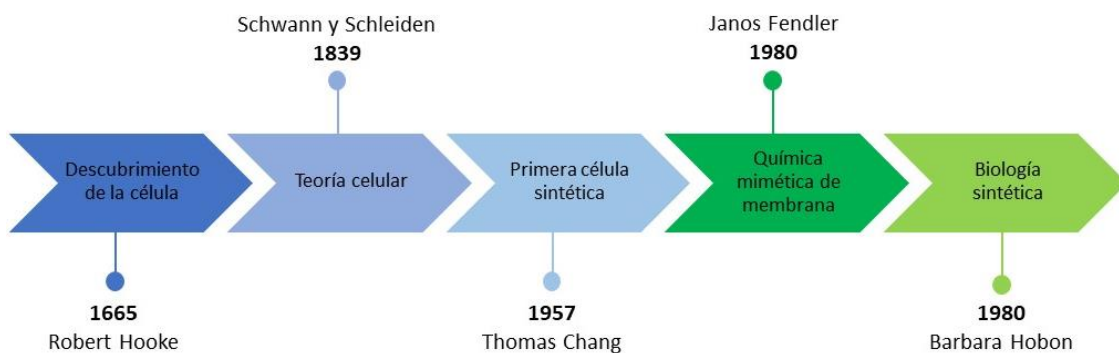 Schwann y Schleiden
1839
Janos Fendler
1980
Descubrimiento
de la célula
Teoría celular
Primera célula
sintética
Química
mimética de
membrana
Biología
sintética
1665
Robert Hooke
1957
Thomas Chang
1980
Barbara Hobon